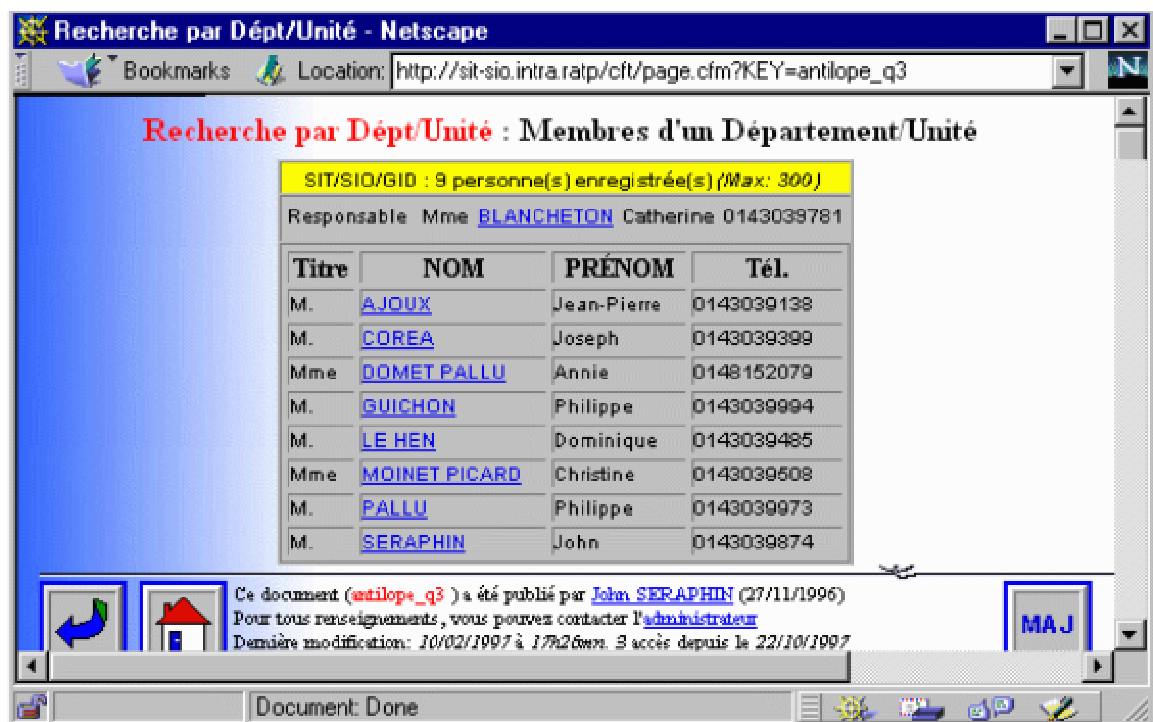 Recherche par Dépt/Unité - Netscape
Bookmarks Location: http://sit-sio.intra.ratp/cft/page.cfm?KEY=antilope_q3 N
Recherche par Dépt/Unité : Membres d'un Département/Unité
SIT/SIO/GID : 9 personne(s) enregistrée(s) (Max: 300)
Responsable Mme BLANCHETON Catherine 0143039781
Titre NOM PRÉNOM Tél.
M. AJOUX Jean-Pierre 0143039138
M. COREA Joseph 0143039399
Mme DOMET PALLU Annie 0148152079
M. GUICHON Philippe 0143039994
M. LE HEN Dominique 0143039485
Mme MOINET PICARD Christine 0143039508
M. PALLU Philippe 0143039973
M. SERAPHIN John 0143039874
Ce document (antilope_q3 ) a été publié par John SERAPHIN (27/11/1996)
Pour tous renseignements, vous pouvez contacter l'administrateur
Dernière modification: 10/02/1997 à 17h26mn. 3 accès depuis le 22/10/1997
MAJ
Document: Done